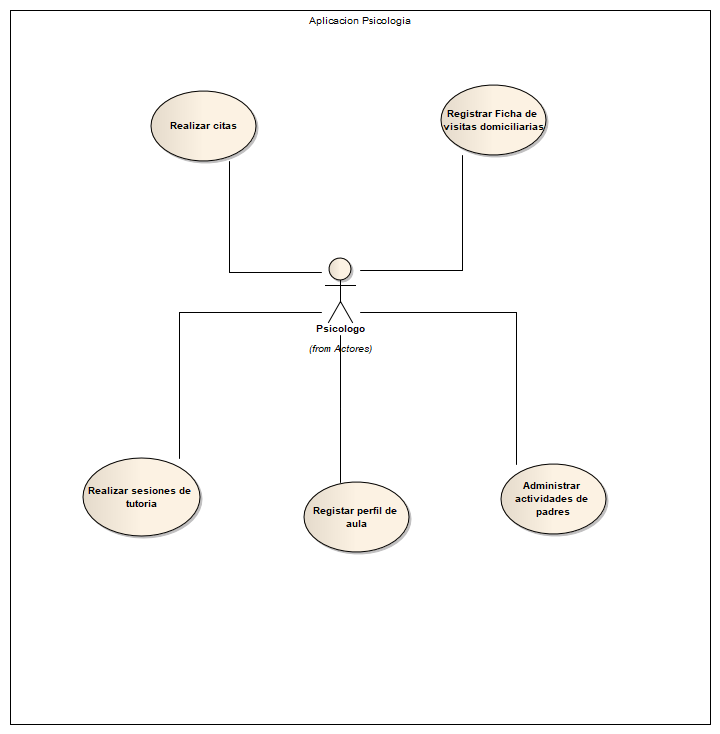 Aplicacion Psicologia
Realizar citas
Registrar Ficha de
visitas domiciliarias
Psicologo
(from Actores)
Realizar sesiones de
tutoria
Registar perfil de
aula
Administrar
actividades de
padres